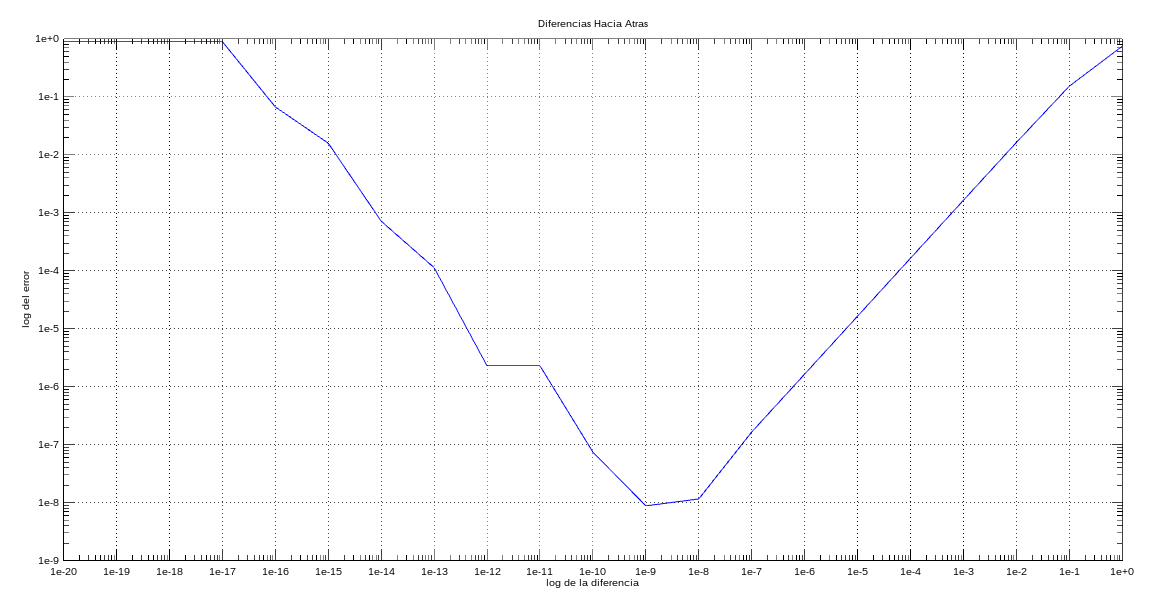 Diferencias Hacia Atras
1e+0
1e-1
1e-2
1e-3
1e-4
1e-5
1e-6
1e-7
1e-8
1e-9
log del error
1e-20 1e-19 1e-18 1e-17 1e-16 1e-15 1e-14 1e-13 1e-12 1e-11 1e-10 1e-9 1e-8 1e-7 1e-6 1e-5 1e-4 1e-3 1e-2 1e-1 1e+0
log de la diferencia